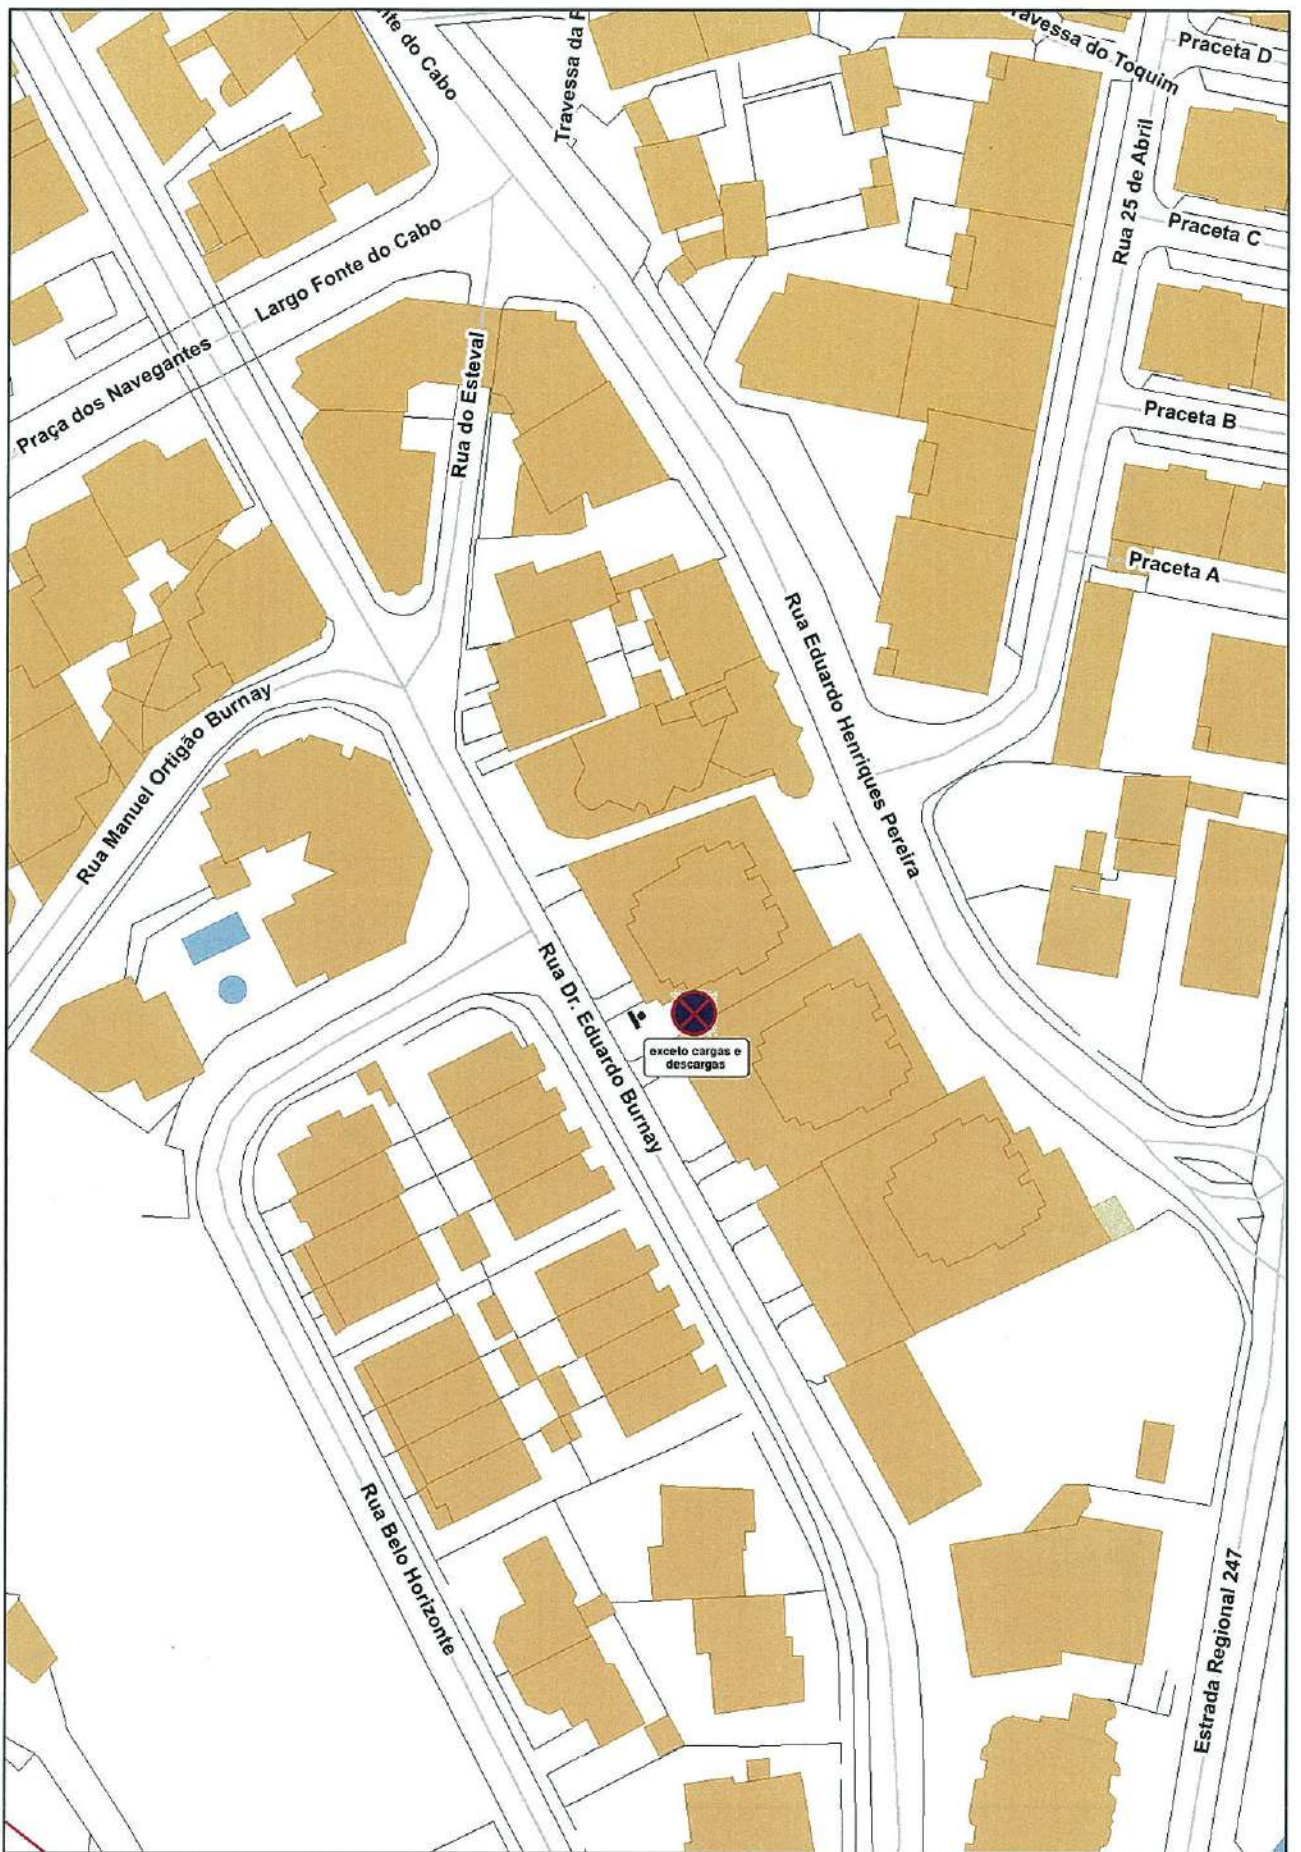 Travessa do Toquim
Praceta D
Rua 25 de Abril
Praceta C
Largo Fonte do Cabo
Praça dos Navegantes
Rua do Esteval
Praceta B
Praceta A
Rua Eduardo Henriques Pereira
Rua Manuel Ortigão Burnay
Rua Dr. Eduardo Burnay
exceto cargas e
descargas
Rua Belo Horizonte
Estrada Regional 247
do Cabo
Travessa da